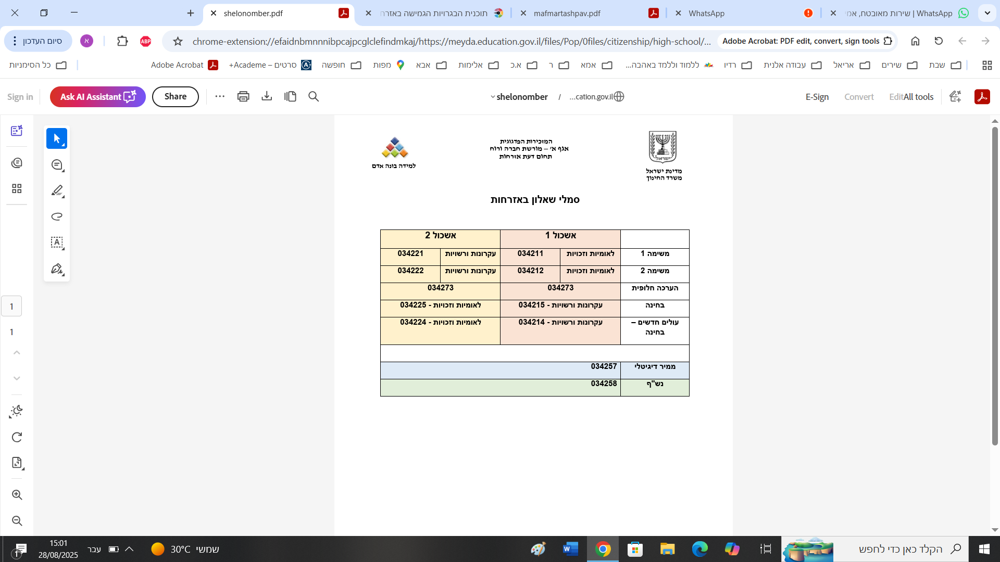 shelonomber.pdf
תוכנית הבגרויות הגמישה באזרח
mafmartashpav.pdf
WhatsApp
WhatsApp | שירות מאובטח, אמי
סיום העדכון
א
ABP
chrome-extension://efaidnbmnnnibpcajpcglclefindmkaj/https://meyda.education.gov.il/files/Pop/0files/citizenship/high-school/...
Adobe Acrobat: PDF edit, convert, sign tools
שבת
שירים
אריאל
עבודה אלנית
רדיו
ללמוד וללמד באהבה...
אמא
ר
א.כ
אלימות
אבא
מפות
חופשה
סרטים – Academe+
Adobe Acrobat
כל הסימניות
Sign in
Ask AI Assistant
Share
shelonomber
/
...cation.gov.il
E-Sign
Convert
Edit
All tools
מדינת ישראל
משרד החינוך
המזכירות הפדגוגית
אגף א' – מורשת חברה ורוח
תחום דעת אזרחות
למידה בונה אדם
סמלי שאלון באזרחות
אשכול 1 אשכול 2
משימה 1 לאומיות וזכויות 034211 עקרונות ורשויות 034221
משימה 2 לאומיות וזכויות 034212 עקרונות ורשויות 034222
הערכה חלופית 034273 034273
בחינה עקרונות ורשויות - 034215 לאומיות וזכויות - 034225
עולים חדשים – עקרונות ורשויות - 034214 לאומיות וזכויות - 034224
בחינה
ממיר דיגיטלי 034257
נש"ף 034258
1
1
הקלד כאן כדי לחפש
30°C שמשי
עבר
15:01
28/08/2025
1